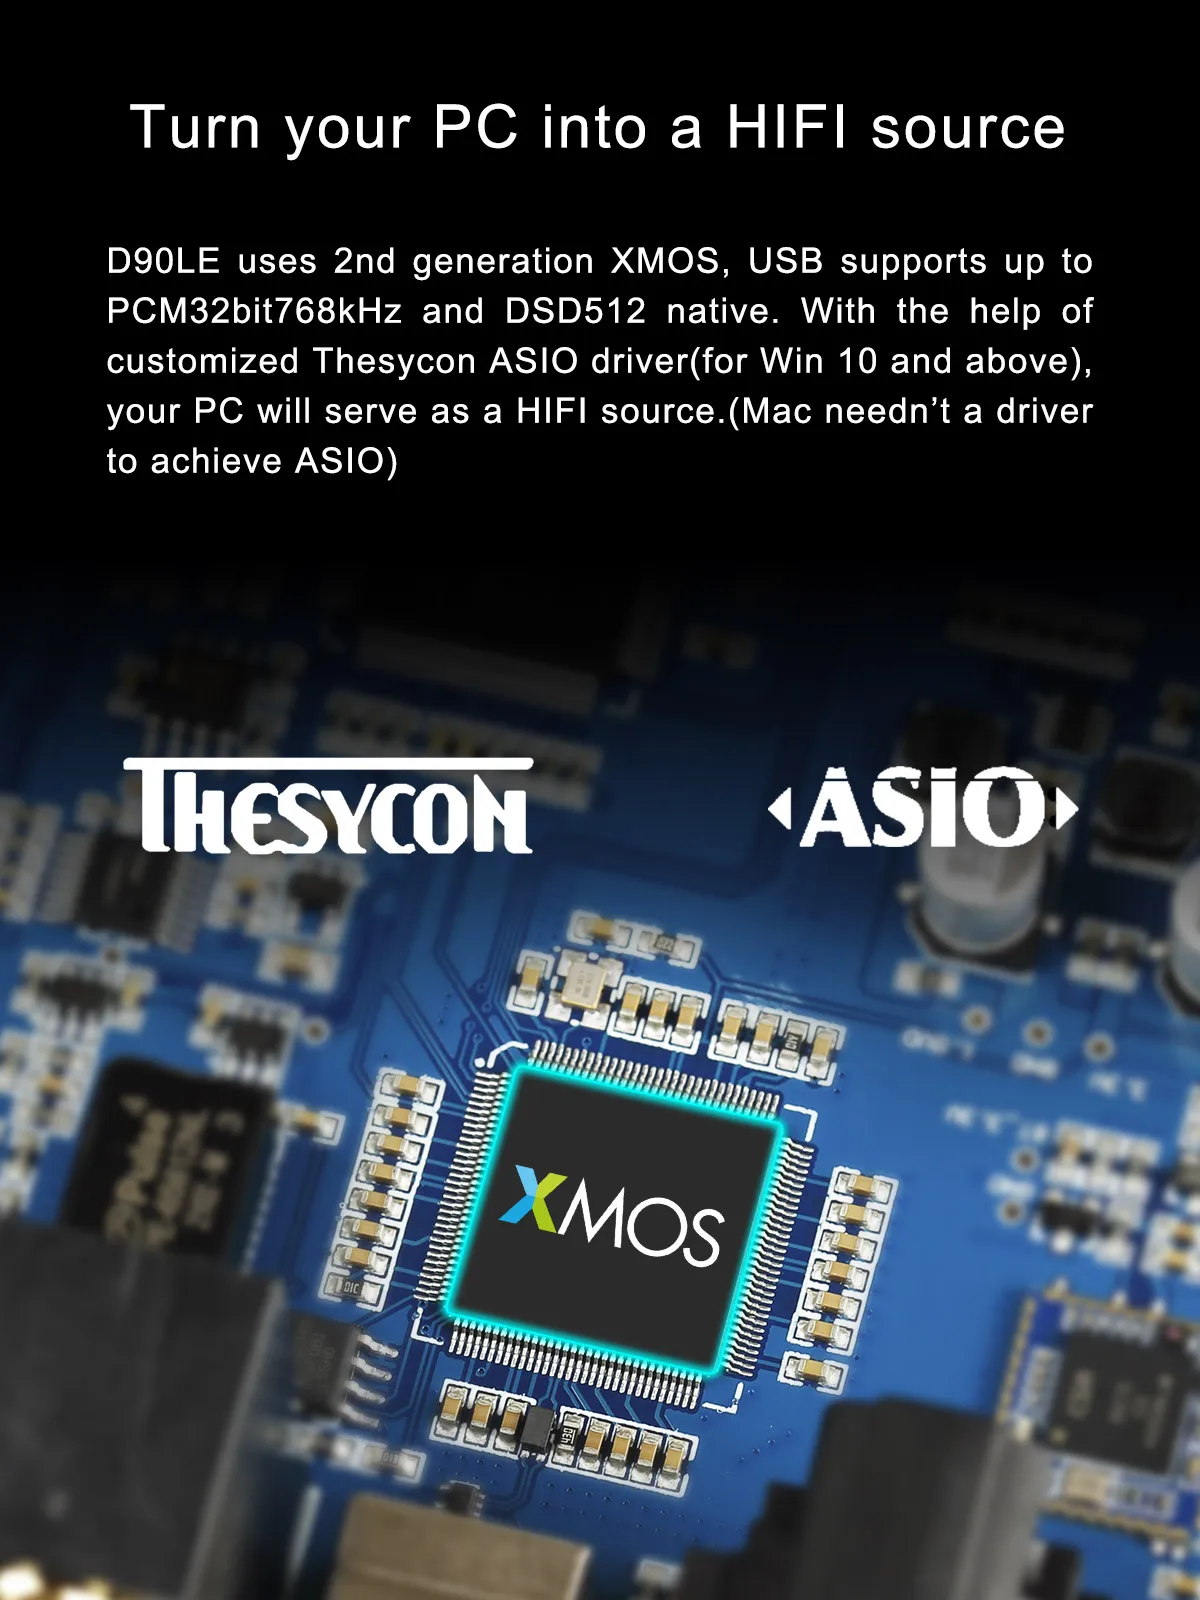 Turn your PC into a HIFI source
D90LE uses 2nd generation XMOS, USB supports up to
PCM32bit768kHz and DSD512 native. With the help of
customized Thesycon ASIO driver(for Win 10 and above),
your PC will serve as a HIFI source.(Mac needn’t a driver
to achieve ASIO)
THESYCON
ASIO
XMOS